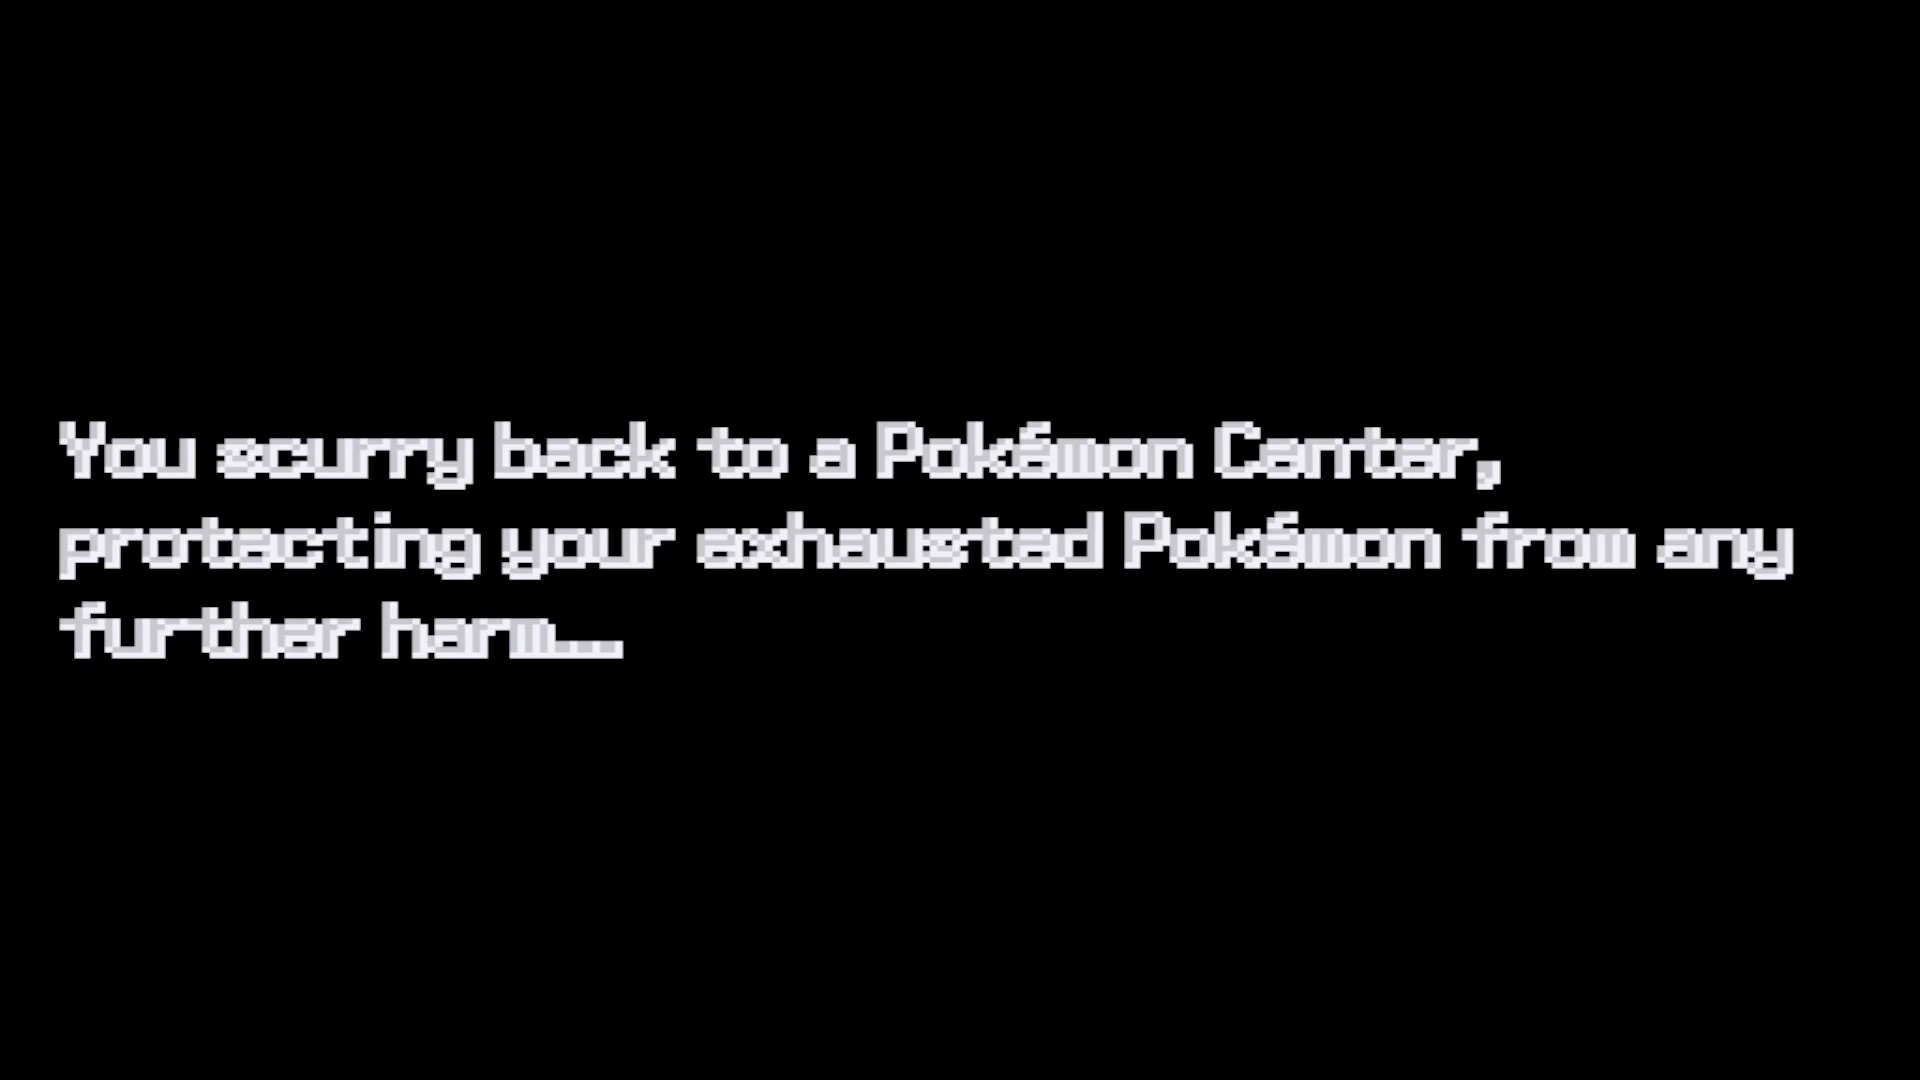 You scurry back to a Pokémon Center,
protecting your exhausted Pokémon from any
further harm...